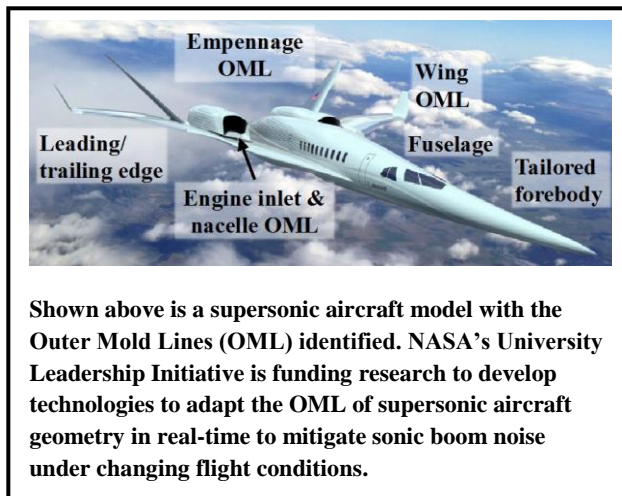 Empennage
OML
Wing
OML
Leading/
trailing edge
Fuselage
Tailored
forebody
Engine inlet &
nacelle OML
Shown above is a supersonic aircraft model with the
Outer Mold Lines (OML) identified. NASA’s University
Leadership Initiative is funding research to develop
technologies to adapt the OML of supersonic aircraft
geometry in real-time to mitigate sonic boom noise
under changing flight conditions.